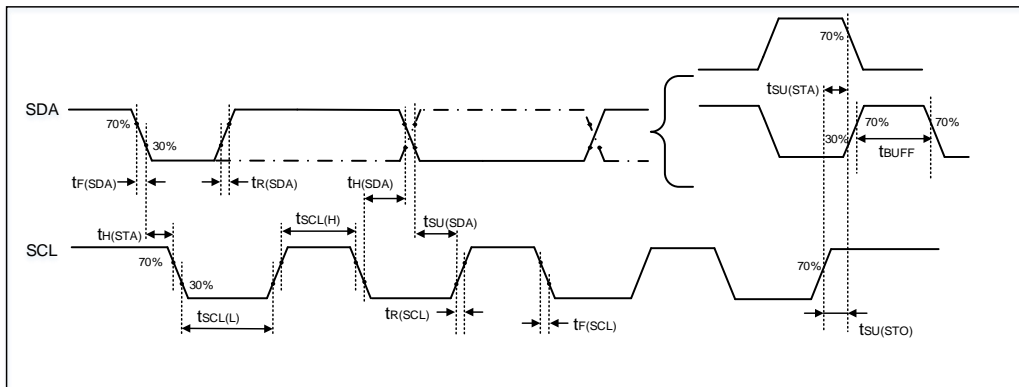 70%
tSU(STA)
SDA
70%
30%
30%
70%
70%
tBUFF
tF(SDA)
tR(SDA)
tH(SDA)
tSCL(H)
tSU(SDA)
tH(STA)
SCL
70%
30%
70%
tSCL(L)
tR(SCL)
tF(SCL)
tSU(STO)